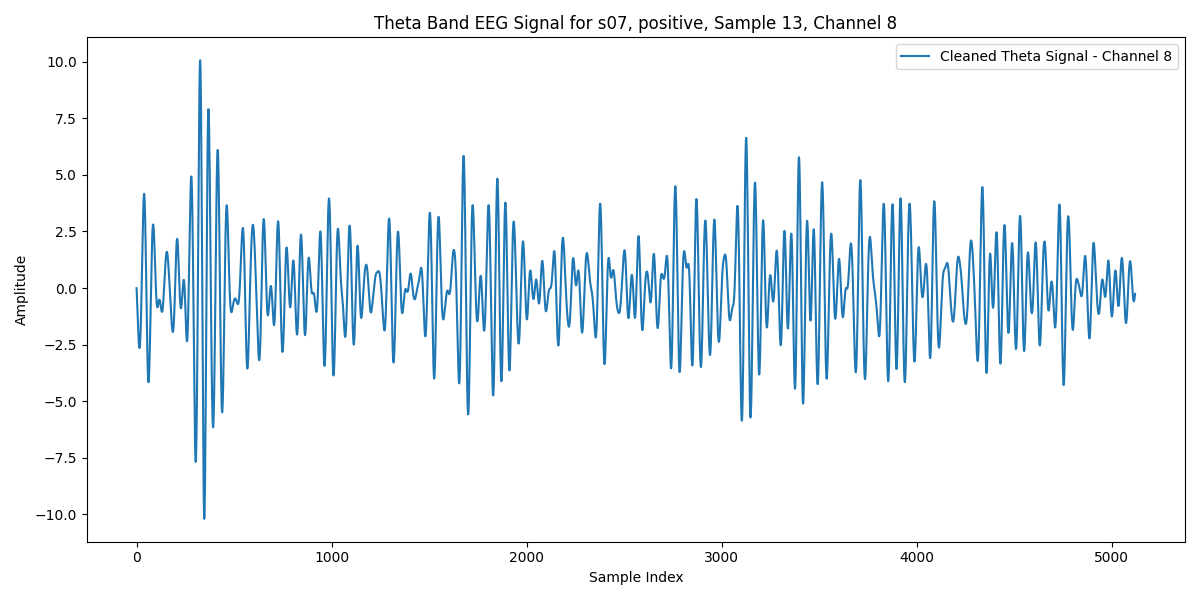 Theta Band EEG Signal for s07, positive, Sample 13, Channel 8
Cleaned Theta Signal - Channel 8
10.0
7.5
5.0
2.5
0.0
−2.5
−5.0
−7.5
−10.0
Amplitude
0 1000 2000 3000 4000 5000
Sample Index